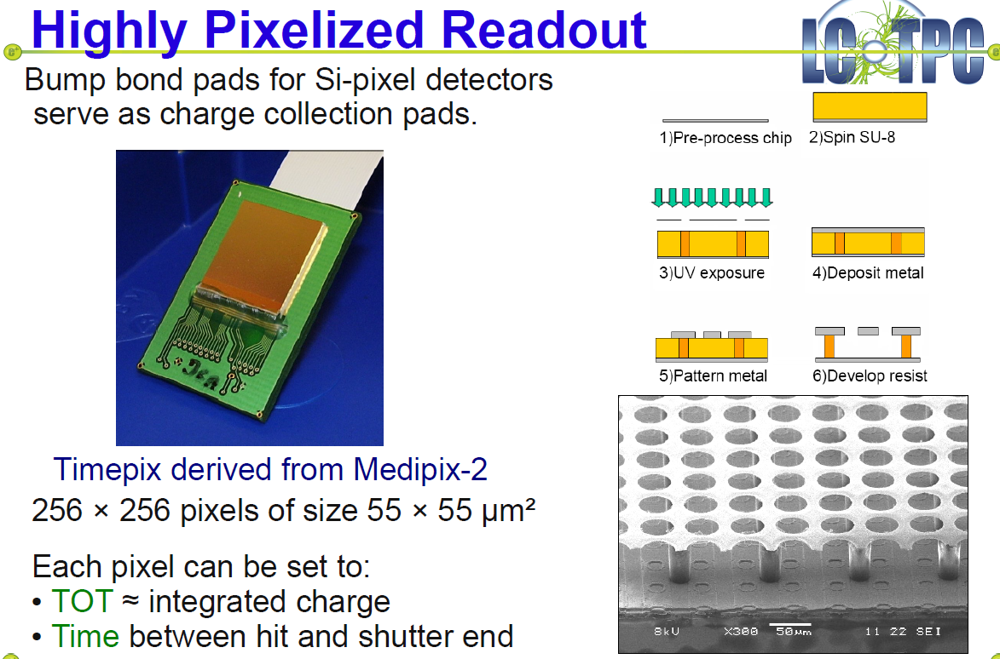 Highly Pixelized Readout
LC TPC
Bump bond pads for Si-pixel detectors
serve as charge collection pads.
1)Pre-process chip
2)Spin SU-8
3)UV exposure
4)Deposit metal
5)Pattern metal
6)Develop resist
Timepix derived from Medipix-2
256 × 256 pixels of size 55 × 55 µm²
Each pixel can be set to:
• TOT ≈ integrated charge
• Time between hit and shutter end
8kU X300 50µm 11 22 SEI